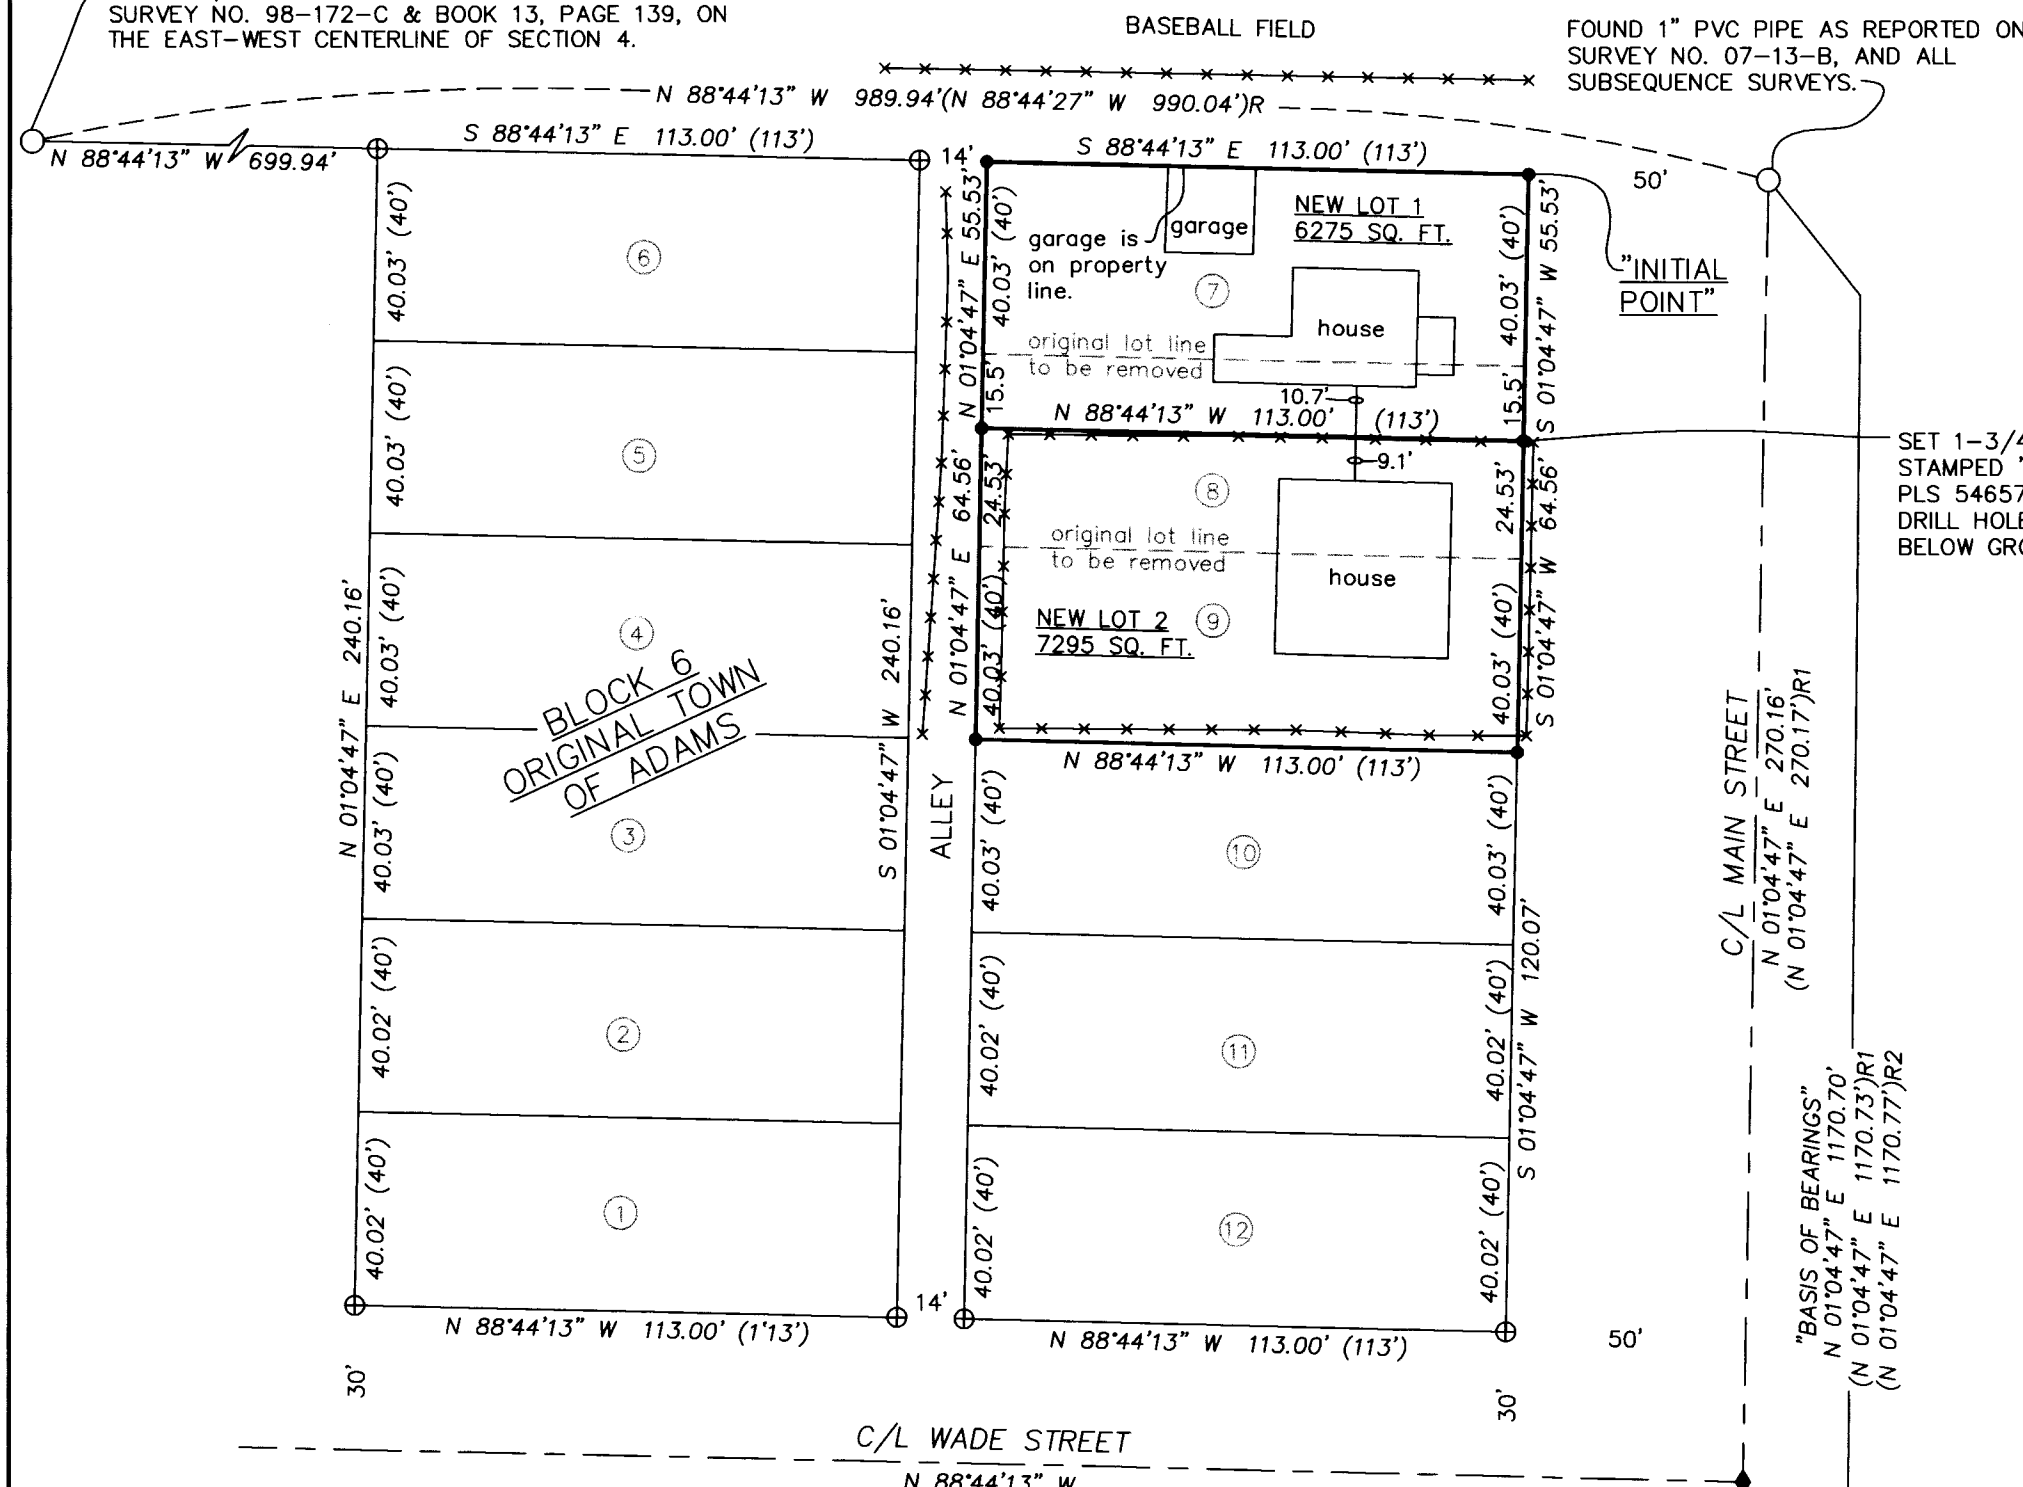 SURVEY NO. 98-172-C & BOOK 13, PAGE 139, ON
THE EAST-WEST CENTERLINE OF SECTION 4.
BASEBALL FIELD
FOUND 1" PVC PIPE AS REPORTED ON
SURVEY NO. 07-13-B, AND ALL
SUBSEQUENCE SURVEYS.
N 88°44'13" W 989.94'(N 88°44'27" W 990.04')R
N 88°44'13" W 699.94'
S 88°44'13" E 113.00' (113')
14'
S 88°44'13" E 113.00' (113')
50'
40.03' (40')
40.03' (40')
40.03' (40')
40.03' (40')
40.02' (40')
40.02' (40')
N 01°04'47" E 240.16'
6
5
4
3
2
1
BLOCK 6
ORIGINAL TOWN
OF ADAMS
S 01°04'47" W 240.16'
ALLEY
N 01°04'47" E 55.53'
40.03' (40')
15.5'
garage is
on property
line.
garage
NEW LOT 1
6275 SQ. FT.
7
house
original lot line
to be removed
10.7'
40.03' (40')
15.5'
S 01°04'47" W 55.53'
"INITIAL
POINT"
N 88°44'13" W 113.00' (113')
9.1'
N 01°04'47" E 64.56'
24.53'
40.03' (40')
8
original lot line
to be removed
house
NEW LOT 2
7295 SQ. FT.
9
24.53'
40.03' (40')
S 01°04'47" W 64.56'
SET 1-3/4
STAMPED "
PLS 54657
DRILL HOLE
BELOW GRO
N 88°44'13" W 113.00' (113')
40.03' (40')
40.02' (40')
40.02' (40')
10
11
12
40.03' (40')
40.02' (40')
40.02' (40')
S 01°04'47" W 120.07'
C/L MAIN STREET
N 01°04'47" E 270.16'
(N 01°04'47" E 270.17')R1
"BASIS OF BEARINGS"
N 01°04'47" E 1170.70'
(N 01°04'47" E 1170.73')R1
(N 01°04'47" E 1170.77')R2
N 88°44'13" W 113.00' (1'13')
14'
N 88°44'13" W 113.00' (113')
50'
30'
30'
C/L WADE STREET
N 88°44'13" W